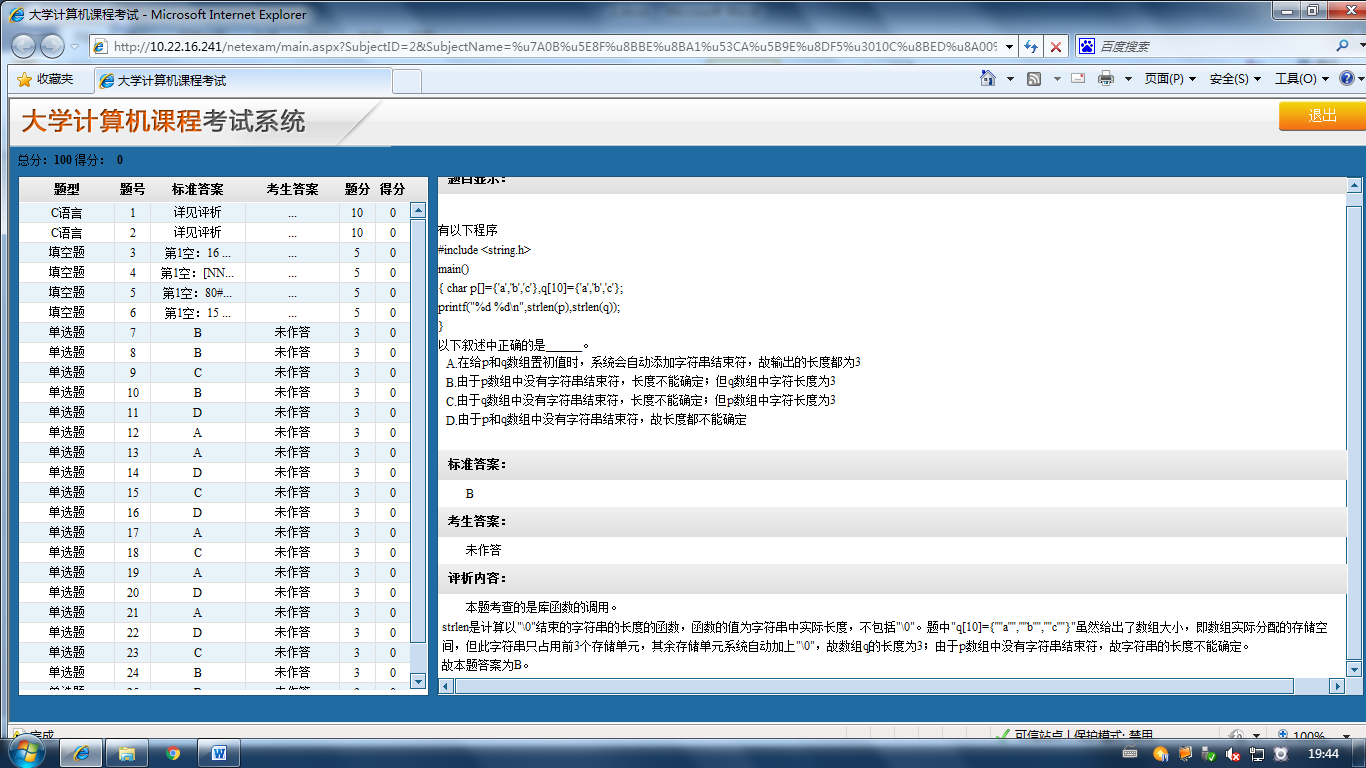 大学计算机课程考试 - Microsoft Internet Explorer
http://10.22.16.241/netexam/main.aspx?SubjectID=2&SubjectName=%u7A0B%u5E8F%u8BBE%u8BA1%u53CA%u5B9E%u8DF5%u3010C%u8BED%u8A00%
百度搜索
收藏夹
大学计算机课程考试
页面(P)
安全(S)
工具(O)
大学计算机课程考试系统
退出
总分：100 得分： 0
题型 题号 标准答案 考生答案 题分 得分
C语言 1 详见评析 ... 10 0
C语言 2 详见评析 ... 10 0
填空题 3 第1空：16 ... ... 5 0
填空题 4 第1空：[NN... ... 5 0
填空题 5 第1空：80#... ... 5 0
填空题 6 第1空：15 ... ... 5 0
单选题 7 B 未作答 3 0
单选题 8 B 未作答 3 0
单选题 9 C 未作答 3 0
单选题 10 B 未作答 3 0
单选题 11 D 未作答 3 0
单选题 12 A 未作答 3 0
单选题 13 A 未作答 3 0
单选题 14 D 未作答 3 0
单选题 15 C 未作答 3 0
单选题 16 D 未作答 3 0
单选题 17 A 未作答 3 0
单选题 18 C 未作答 3 0
单选题 19 A 未作答 3 0
单选题 20 D 未作答 3 0
单选题 21 A 未作答 3 0
单选题 22 D 未作答 3 0
单选题 23 C 未作答 3 0
单选题 24 B 未作答 3 0
题目显示：
有以下程序
#include <string.h>
main()
{ char p[]={'a','b','c'},q[10]={'a','b','c'};
printf("%d %d\n",strlen(p),strlen(q));
}
以下叙述中正确的是______。
A.在给p和q数组置初值时，系统会自动添加字符串结束符，故输出的长度都为3
B.由于p数组中没有字符串结束符，长度不能确定；但q数组中字符长度为3
C.由于q数组中没有字符串结束符，长度不能确定；但p数组中字符长度为3
D.由于p和q数组中没有字符串结束符，故长度都不能确定
标准答案：
B
考生答案：
未作答
评析内容：
本题考查的是库函数的调用。
strlen是计算以"\0"结束的字符串的长度的函数，函数的值为字符串中实际长度，不包括"\0"。题中"q[10]={""a"",""b"",""c""}"虽然给出了数组大小，即数组实际分配的存储空
间，但此字符串只占用前3个存储单元，其余存储单元系统自动加上"\0"，故数组q的长度为3；由于p数组中没有字符串结束符，故字符串的长度不能确定。
故本题答案为B。
完成
可信站点 | 保护模式: 禁用
100%
19:44